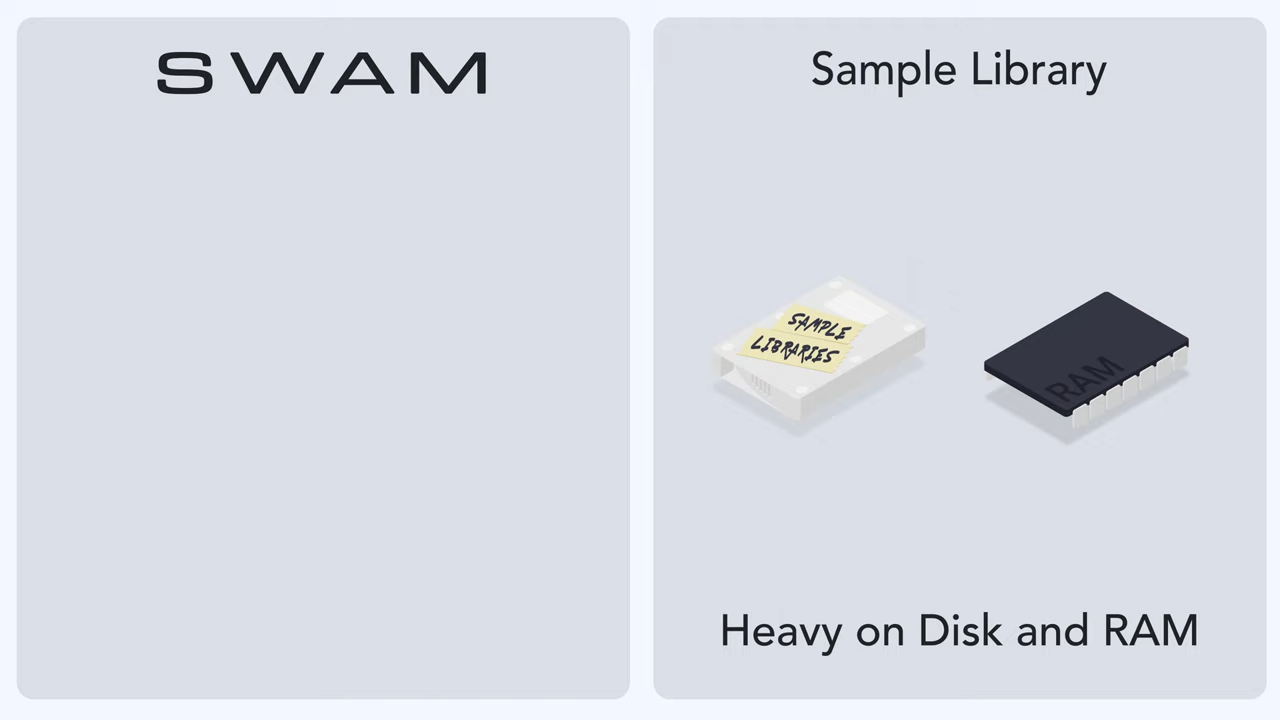 SWAM
Sample Library
SAMPLE
LIBRARIES
RAM
Heavy on Disk and RAM